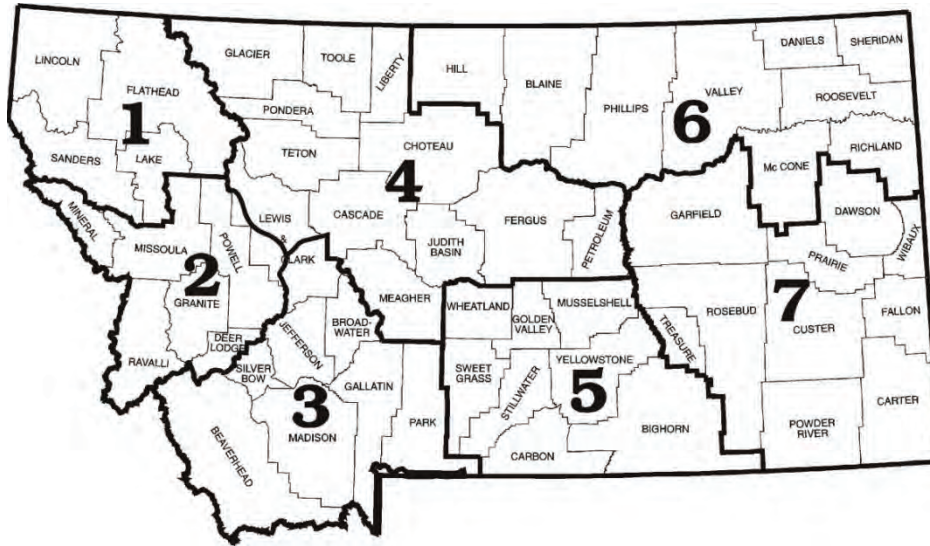 LINCOLN
FLATHEAD
1
SANDERS
LAKE
GLACIER
TOOLE
LIBERTY
PONDERA
TETON
CHOTEAU
4
LEWIS
&
CLARK
CASCADE
JUDITH
BASIN
FERGUS
PETROLEUM
MEAGHER
HILL
BLAINE
PHILLIPS
VALLEY
6
DANIELS
SHERIDAN
ROOSEVELT
RICHLAND
Mc CONE
MINERAL
MISSOULA
POWELL
2
GRANITE
DEER
LODGE
RAVALLI
SILVER
BOW
JEFFERSON
BROAD-
WATER
GALLATIN
3
MADISON
PARK
BEAVERHEAD
WHEATLAND
GOLDEN
VALLEY
MUSSELSHELL
SWEET
GRASS
STILLWATER
YELLOWSTONE
5
BIGHORN
CARBON
GARFIELD
DAWSON
WIBAUX
PRAIRIE
7
ROSEBUD
TREASURE
CUSTER
FALLON
POWDER
RIVER
CARTER